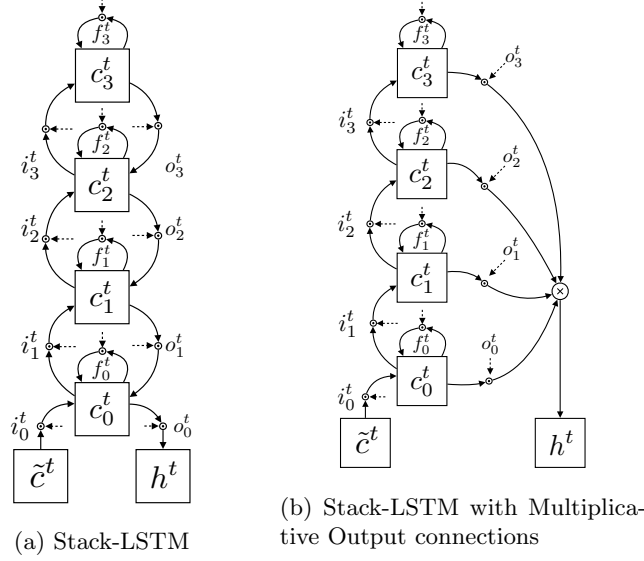 f_3^t
c_3^t
i_3^t
o_3^t
f_2^t
c_2^t
i_2^t
o_2^t
f_1^t
c_1^t
i_1^t
o_1^t
f_0^t
c_0^t
i_0^t
o_0^t
c̃^t
h^t
(a) Stack-LSTM
f_3^t
c_3^t
o_3^t
i_3^t
f_2^t
c_2^t
o_2^t
i_2^t
f_1^t
c_1^t
o_1^t
×
i_1^t
f_0^t
c_0^t
o_0^t
i_0^t
c̃^t
h^t
(b) Stack-LSTM with Multiplica-
tive Output connections